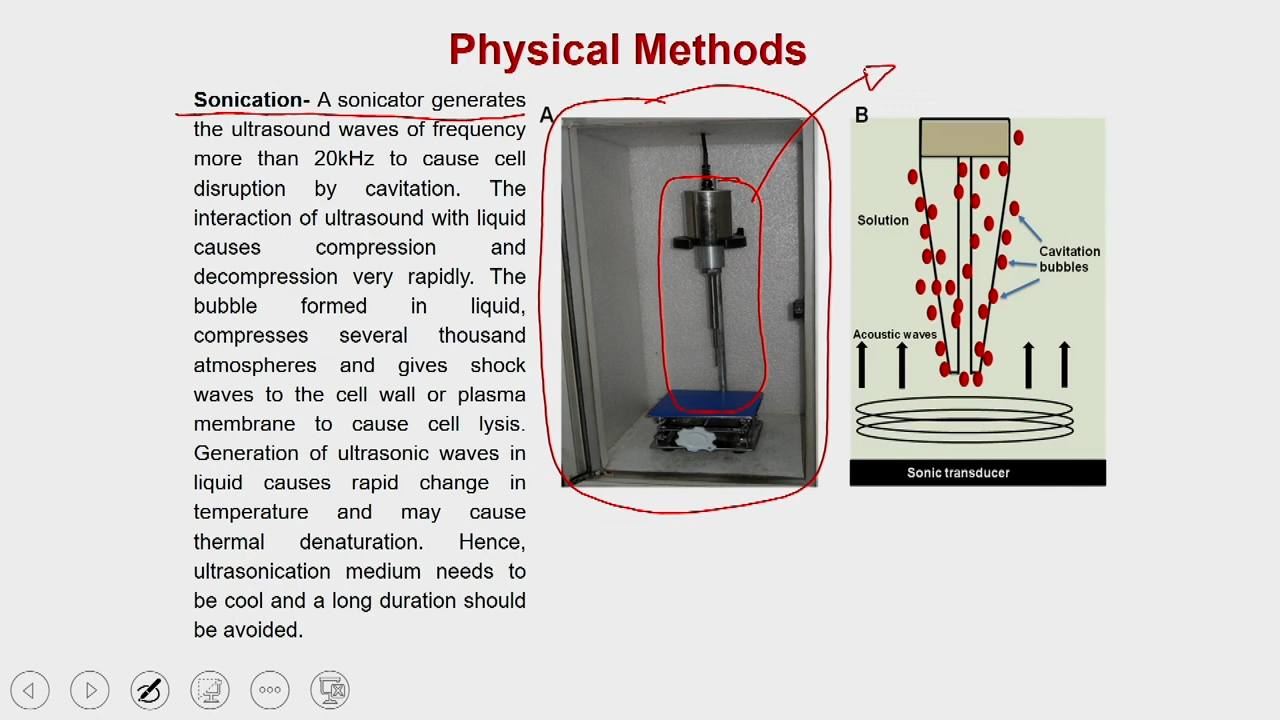 Physical Methods
Sonication- A sonicator generates
the ultrasound waves of frequency
more than 20kHz to cause cell
disruption by cavitation. The
interaction of ultrasound with liquid
causes compression and
decompression very rapidly. The
bubble formed in liquid,
compresses several thousand
atmospheres and gives shock
waves to the cell wall or plasma
membrane to cause cell lysis.
Generation of ultrasonic waves in
liquid causes rapid change in
temperature and may cause
thermal denaturation. Hence,
ultrasonication medium needs to
be cool and a long duration should
be avoided.
A
B
Solution
Cavitation
bubbles
Acoustic waves
Sonic transducer